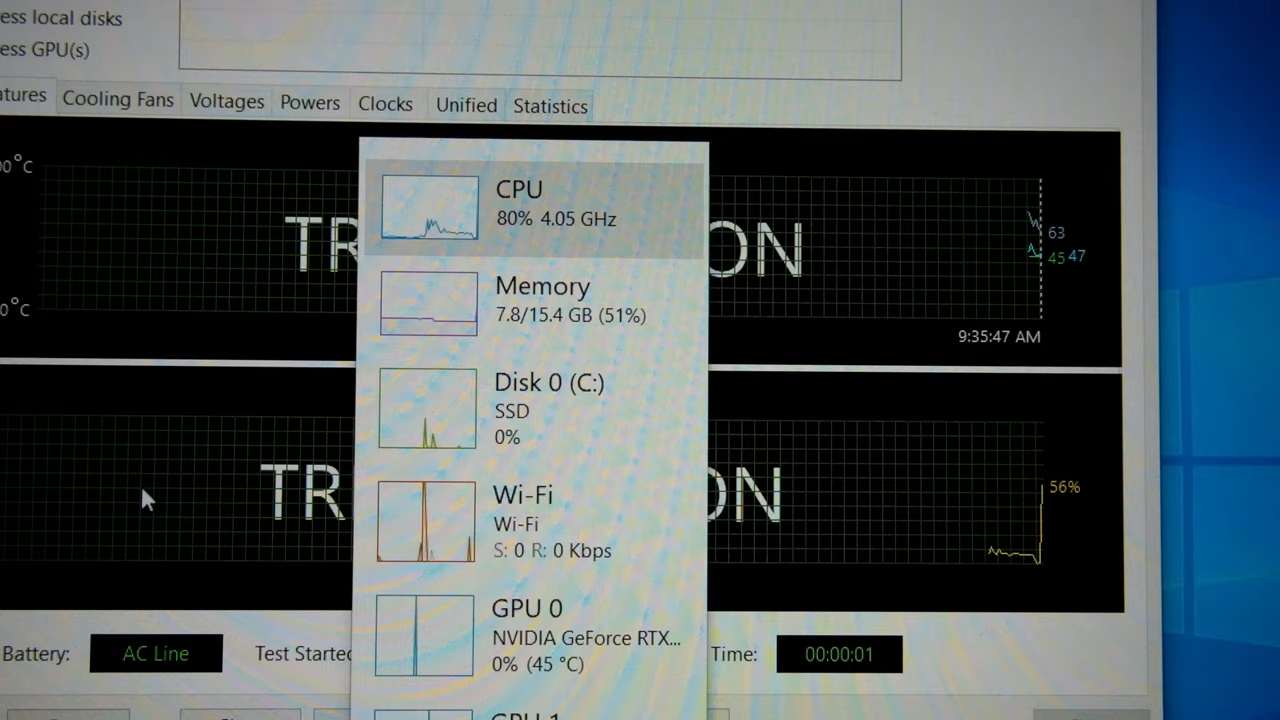 ess local disks
ess GPU(s)
atures Cooling Fans Voltages Powers Clocks Unified Statistics
00°C
TR ON
0°C
63
45 47
9:35:47 AM
CPU
80% 4.05 GHz
Memory
7.8/15.4 GB (51%)
Disk 0 (C:)
SSD
0%
Wi-Fi
Wi-Fi
S: 0 R: 0 Kbps
GPU 0
NVIDIA GeForce RTX...
0% (45 °C)
GPU 1
TR ON
56%
Battery: AC Line Test Started Time: 00:00:01